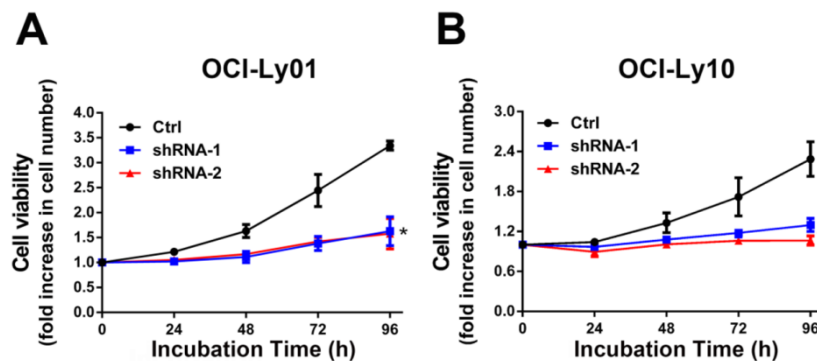 A
OCI-Ly01
Cell viability
(fold increase in cell number)
4.0
3.5
3.0
2.5
2.0
1.5
1.0
0.5
0.0
Ctrl
shRNA-1
shRNA-2
*
0 24 48 72 96
Incubation Time (h)
B
OCI-Ly10
Cell viability
(fold increase in cell number)
3.0
2.4
1.8
1.2
0.6
0.0
Ctrl
shRNA-1
shRNA-2
0 24 48 72 96
Incubation Time (h)